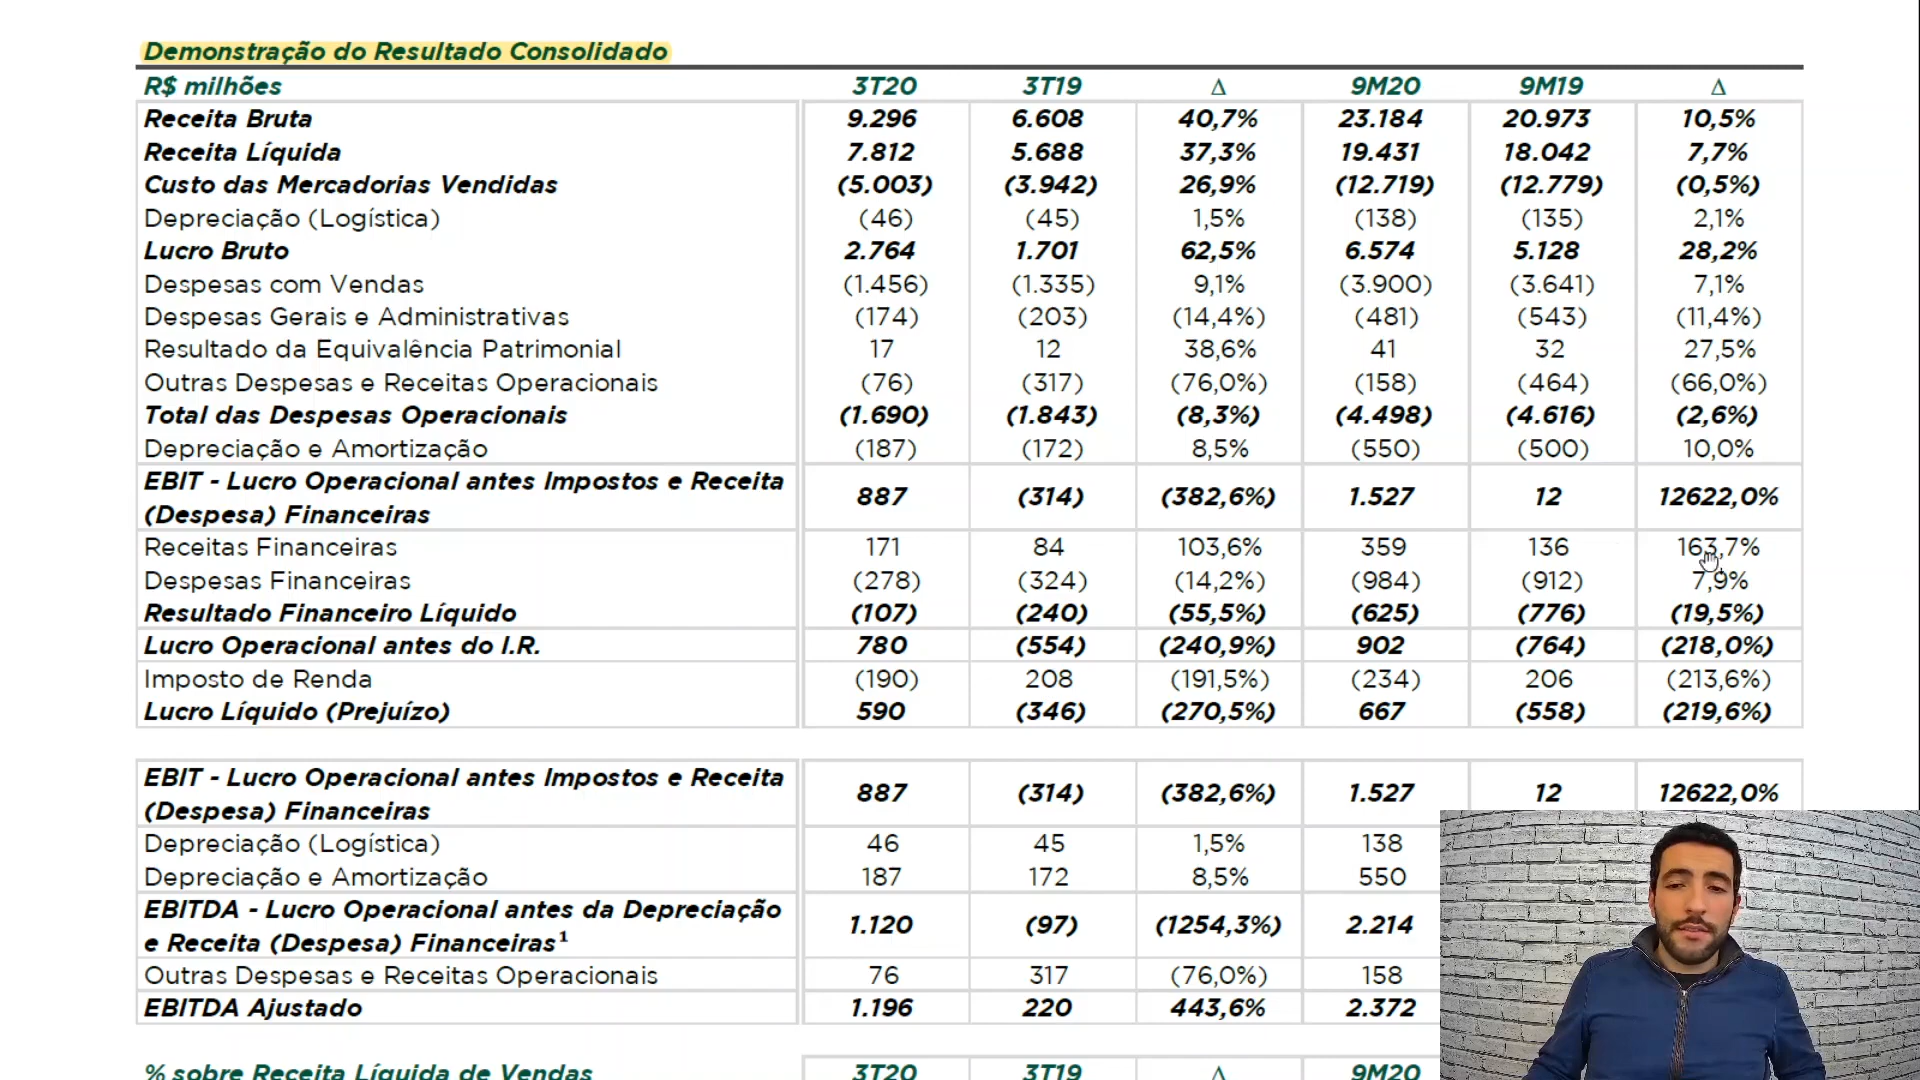 Demonstração do Resultado Consolidado
R$ milhões 3T20 3T19 Δ 9M20 9M19 Δ
Receita Bruta 9.296 6.608 40,7% 23.184 20.973 10,5%
Receita Líquida 7.812 5.688 37,3% 19.431 18.042 7,7%
Custo das Mercadorias Vendidas (5.003) (3.942) 26,9% (12.719) (12.779) (0,5%)
Depreciação (Logística) (46) (45) 1,5% (138) (135) 2,1%
Lucro Bruto 2.764 1.701 62,5% 6.574 5.128 28,2%
Despesas com Vendas (1.456) (1.335) 9,1% (3.900) (3.641) 7,1%
Despesas Gerais e Administrativas (174) (203) (14,4%) (481) (543) (11,4%)
Resultado da Equivalência Patrimonial 17 12 38,6% 41 32 27,5%
Outras Despesas e Receitas Operacionais (76) (317) (76,0%) (158) (464) (66,0%)
Total das Despesas Operacionais (1.690) (1.843) (8,3%) (4.498) (4.616) (2,6%)
Depreciação e Amortização (187) (172) 8,5% (550) (500) 10,0%
EBIT - Lucro Operacional antes Impostos e Receita
(Despesa) Financeiras 887 (314) (382,6%) 1.527 12 12622,0%
Receitas Financeiras 171 84 103,6% 359 136 163,7%
Despesas Financeiras (278) (324) (14,2%) (984) (912) 7,9%
Resultado Financeiro Líquido (107) (240) (55,5%) (625) (776) (19,5%)
Lucro Operacional antes do I.R. 780 (554) (240,9%) 902 (764) (218,0%)
Imposto de Renda (190) 208 (191,5%) (234) 206 (213,6%)
Lucro Líquido (Prejuízo) 590 (346) (270,5%) 667 (558) (219,6%)
EBIT - Lucro Operacional antes Impostos e Receita
(Despesa) Financeiras 887 (314) (382,6%) 1.527 12 12622,0%
Depreciação (Logística) 46 45 1,5% 138
Depreciação e Amortização 187 172 8,5% 550
EBITDA - Lucro Operacional antes da Depreciação
e Receita (Despesa) Financeiras¹ 1.120 (97) (1254,3%) 2.214
Outras Despesas e Receitas Operacionais 76 317 (76,0%) 158
EBITDA Ajustado 1.196 220 443,6% 2.372
% sobre Receita Líquida de Vendas 3T20 3T19 Δ 9M20